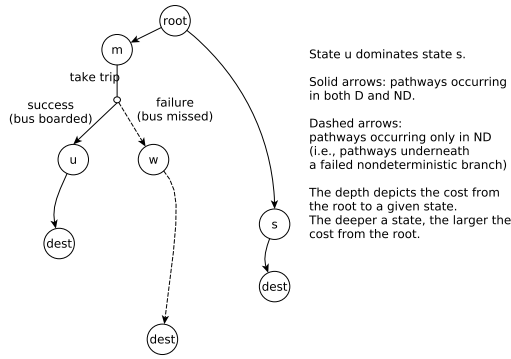 root
m
take trip
success
(bus boarded)
failure
(bus missed)
u
w
s
dest
dest
dest
State u dominates state s.
Solid arrows: pathways occurring
in both D and ND.
Dashed arrows:
pathways occurring only in ND
(i.e., pathways underneath
a failed nondeterministic branch)
The depth depicts the cost from
the root to a given state.
The deeper a state, the larger the
cost from the root.